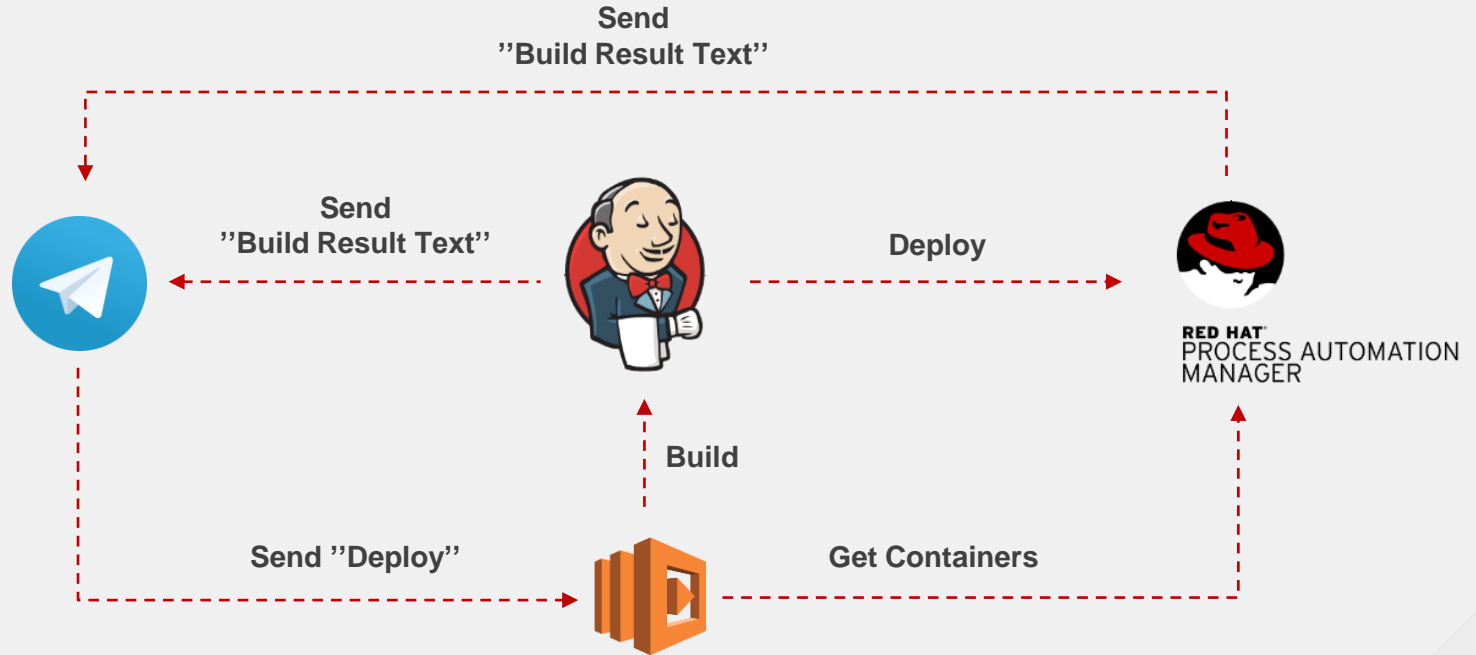 Send
’’Build Result Text’’
Send
’’Build Result Text’’
Deploy
RED HAT®
PROCESS AUTOMATION
MANAGER
Build
Send ’’Deploy’’
Get Containers